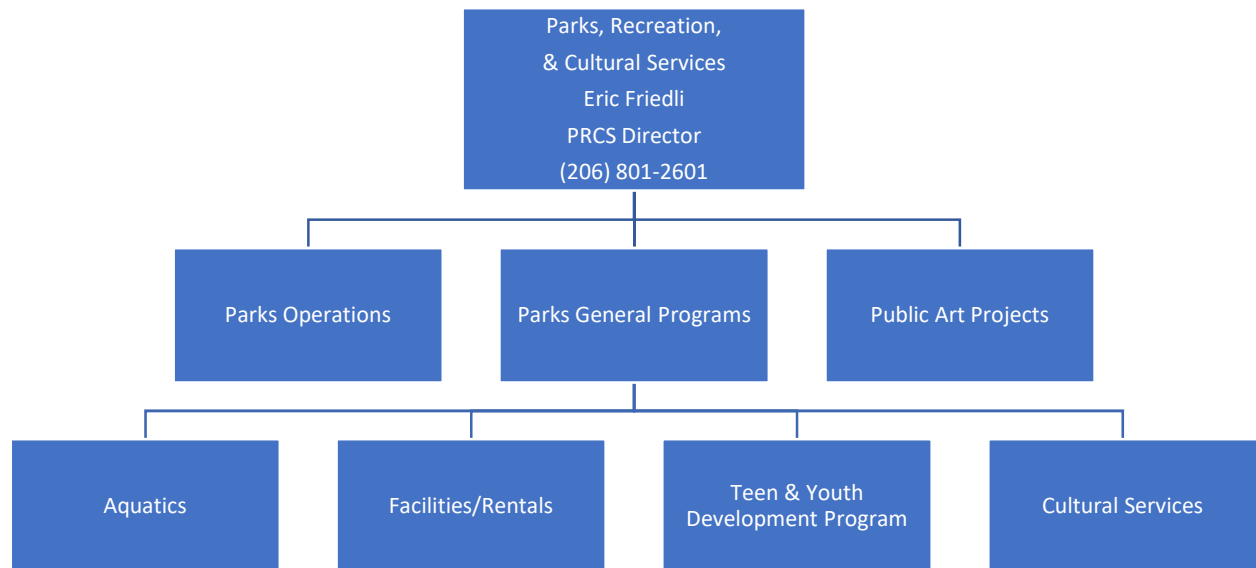 Parks, Recreation,
& Cultural Services
Eric Friedli
PRCS Director
(206) 801-2601
Parks Operations
Parks General Programs
Public Art Projects
Aquatics
Facilities/Rentals
Teen & Youth
Development Program
Cultural Services